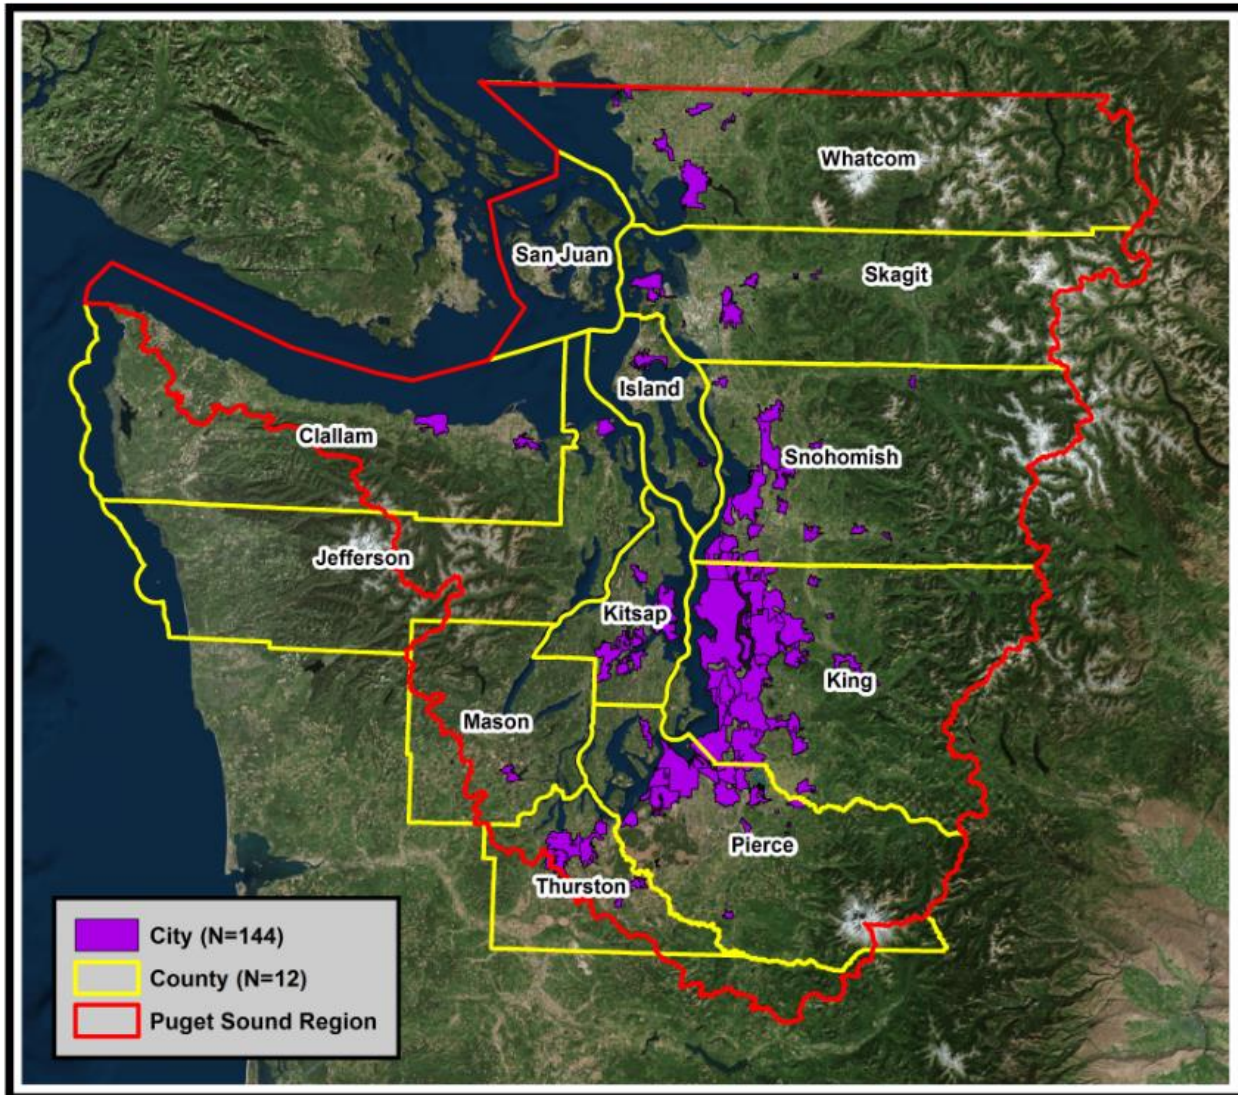 Whatcom
San Juan
Skagit
Island
Clallam
Snohomish
Jefferson
Kitsap
King
Mason
Pierce
Thurston
City (N=144)
County (N=12)
Puget Sound Region